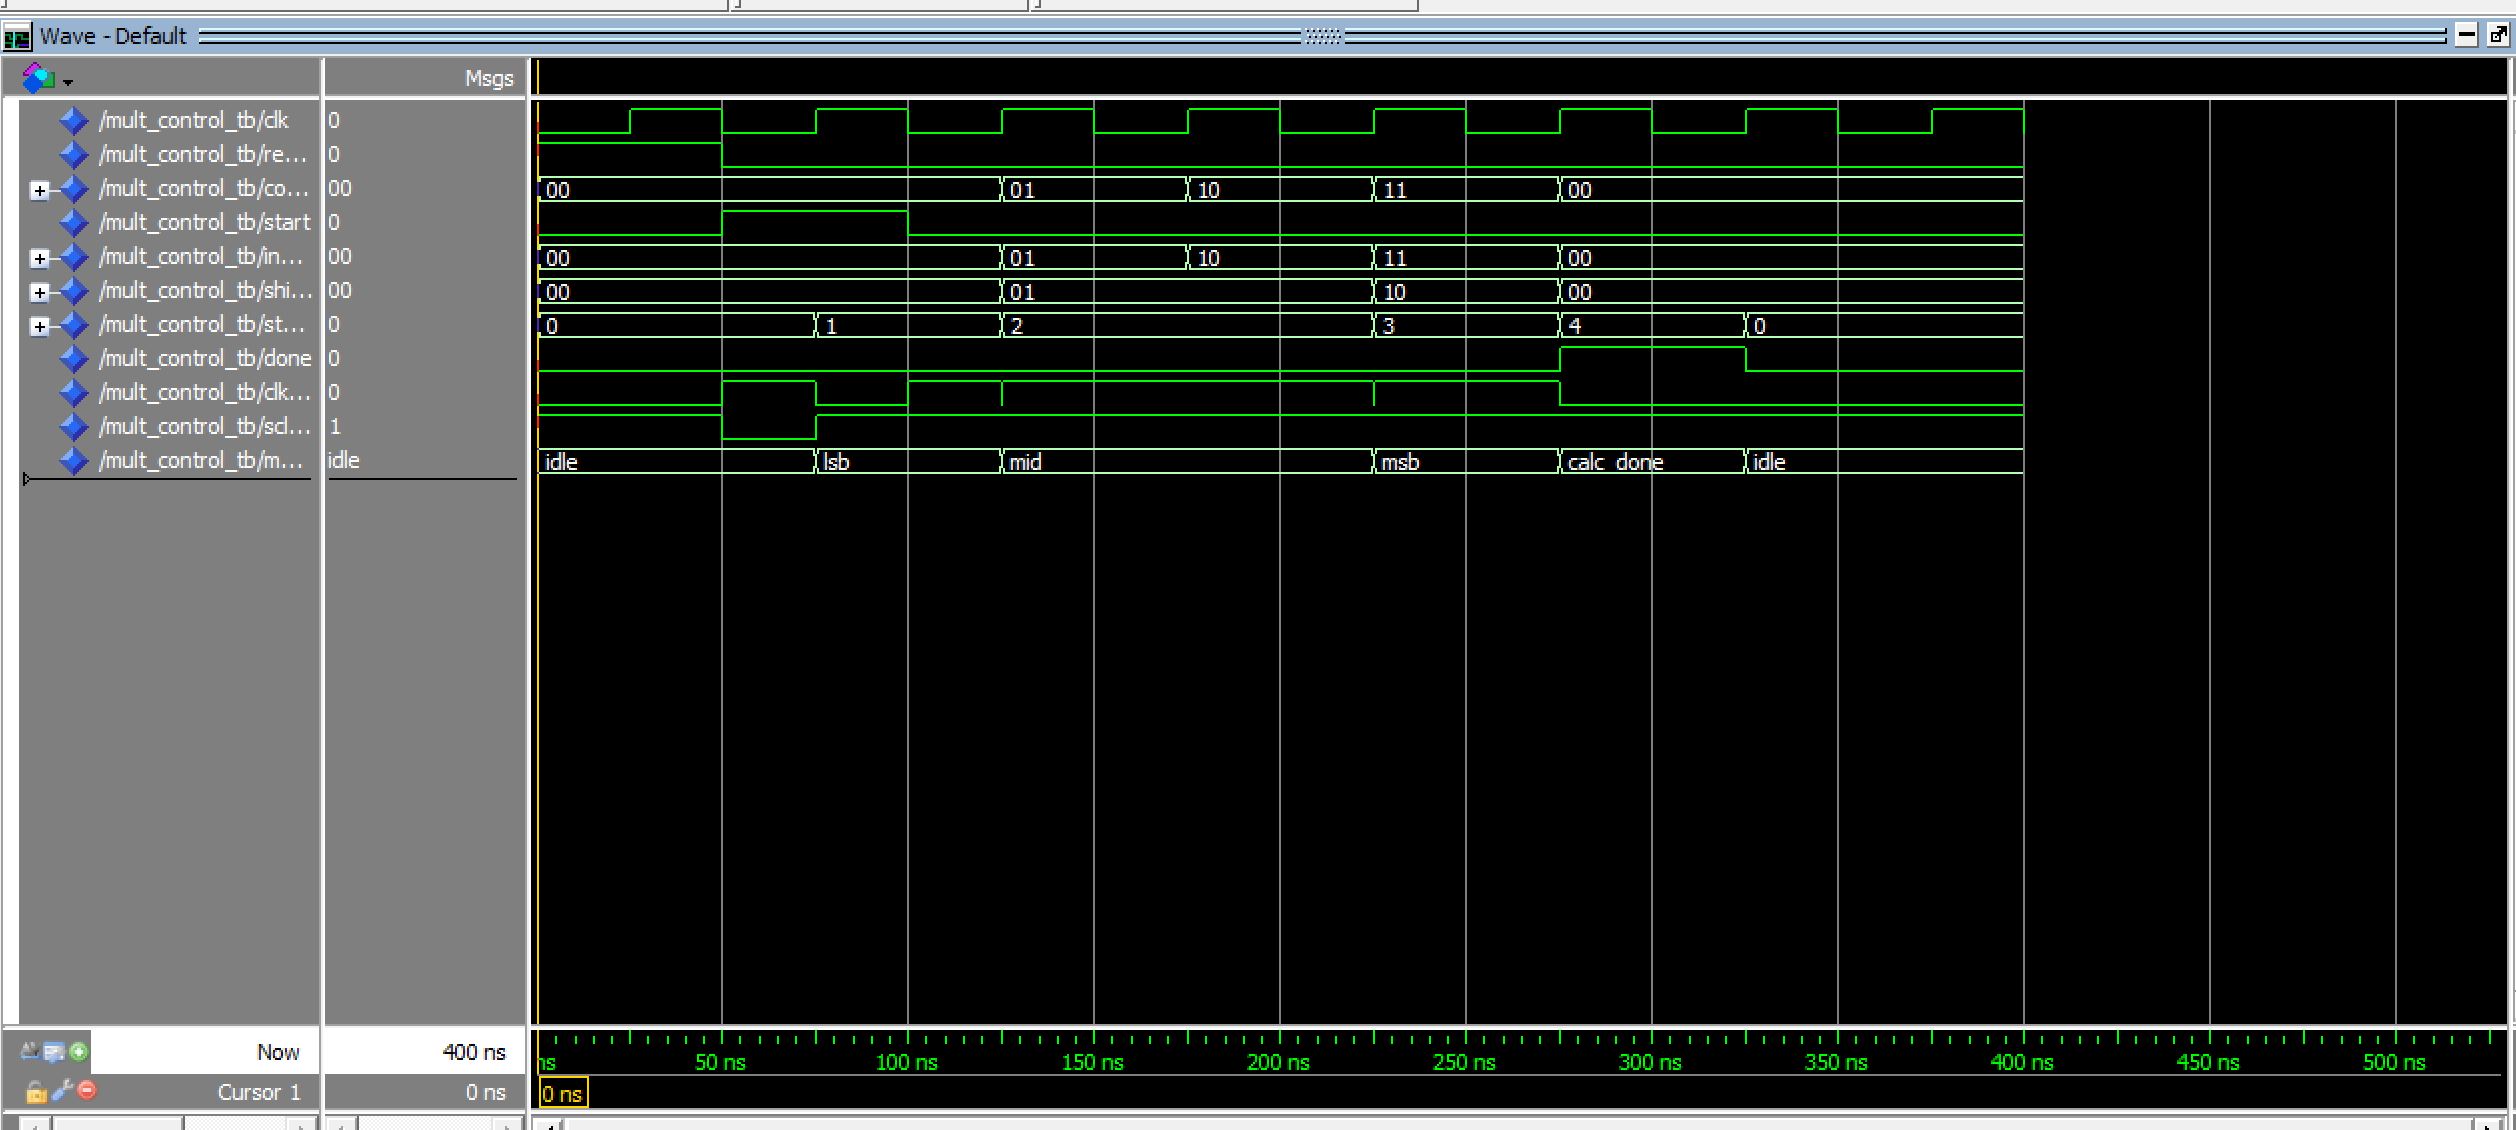 Wave - Default
Msgs
/mult_control_tb/clk 0
/mult_control_tb/re... 0
/mult_control_tb/co... 00 00 01 10 11 00
/mult_control_tb/start 0
/mult_control_tb/in... 00 00 01 10 11 00
/mult_control_tb/shi... 00 00 01 10 00
/mult_control_tb/st... 0 0 1 2 3 4 0
/mult_control_tb/done 0
/mult_control_tb/clk... 0
/mult_control_tb/scl... 1
/mult_control_tb/m... idle idle lsb mid msb calc_done idle
Now 400 ns ns 50 ns 100 ns 150 ns 200 ns 250 ns 300 ns 350 ns 400 ns 450 ns 500 ns
Cursor 1 0 ns 0 ns